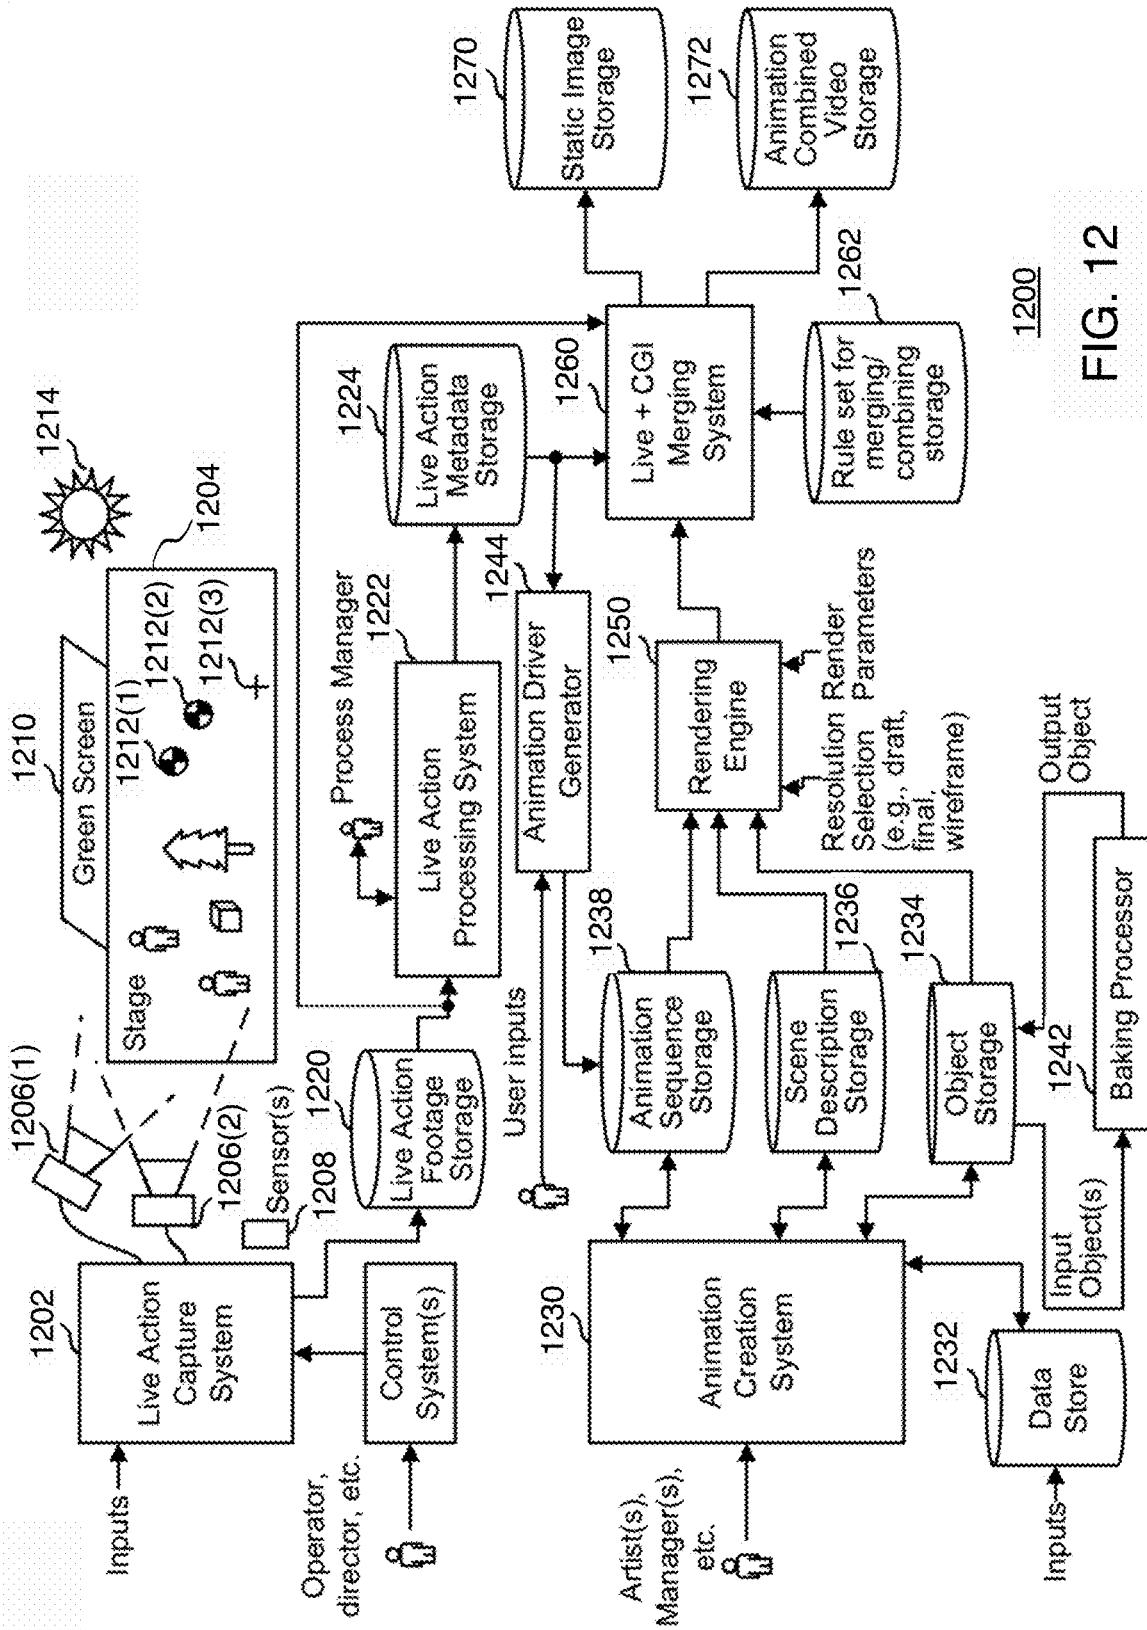 1214
1210
Green Screen
1204
1212(1)
1212(2)
1212(3)
Stage
1206(1)
1206(2)
Sensor(s)
1208
1202
Live Action
Capture
System
Inputs
Operator,
director, etc.
Control
System(s)
1220
Live Action
Footage
Storage
Process Manager
1222
Live Action
Processing System
1224
Live Action
Metadata
Storage
1270
Static Image
Storage
1272
Animation
Combined
Video
Storage
User inputs
1244
Animation Driver
Generator
1260
Live + CGI
Merging
System
1262
Rule set for
merging/
combining
storage
1250
Rendering
Engine
Resolution
Selection
(e.g., draft,
final,
wireframe)
Render
Parameters
1238
Animation
Sequence
Storage
1236
Scene
Description
Storage
1234
Object
Storage
1230
Animation
Creation
System
Artist(s),
Manager(s),
etc.
1232
Data
Store
Inputs
Input
Object(s)
1242
Baking Processor
Output
Object
1200
FIG. 12